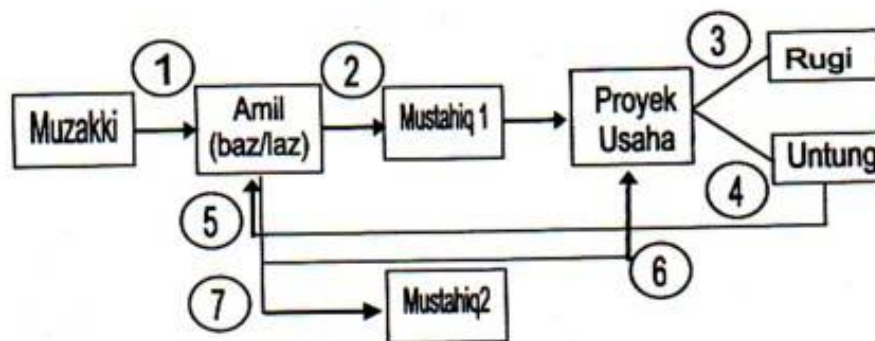 1
2
3
Muzakki
Amil
(baz/laz)
Mustahiq 1
Proyek
Usaha
Rugi
Untung
4
5
6
7
Mustahiq2